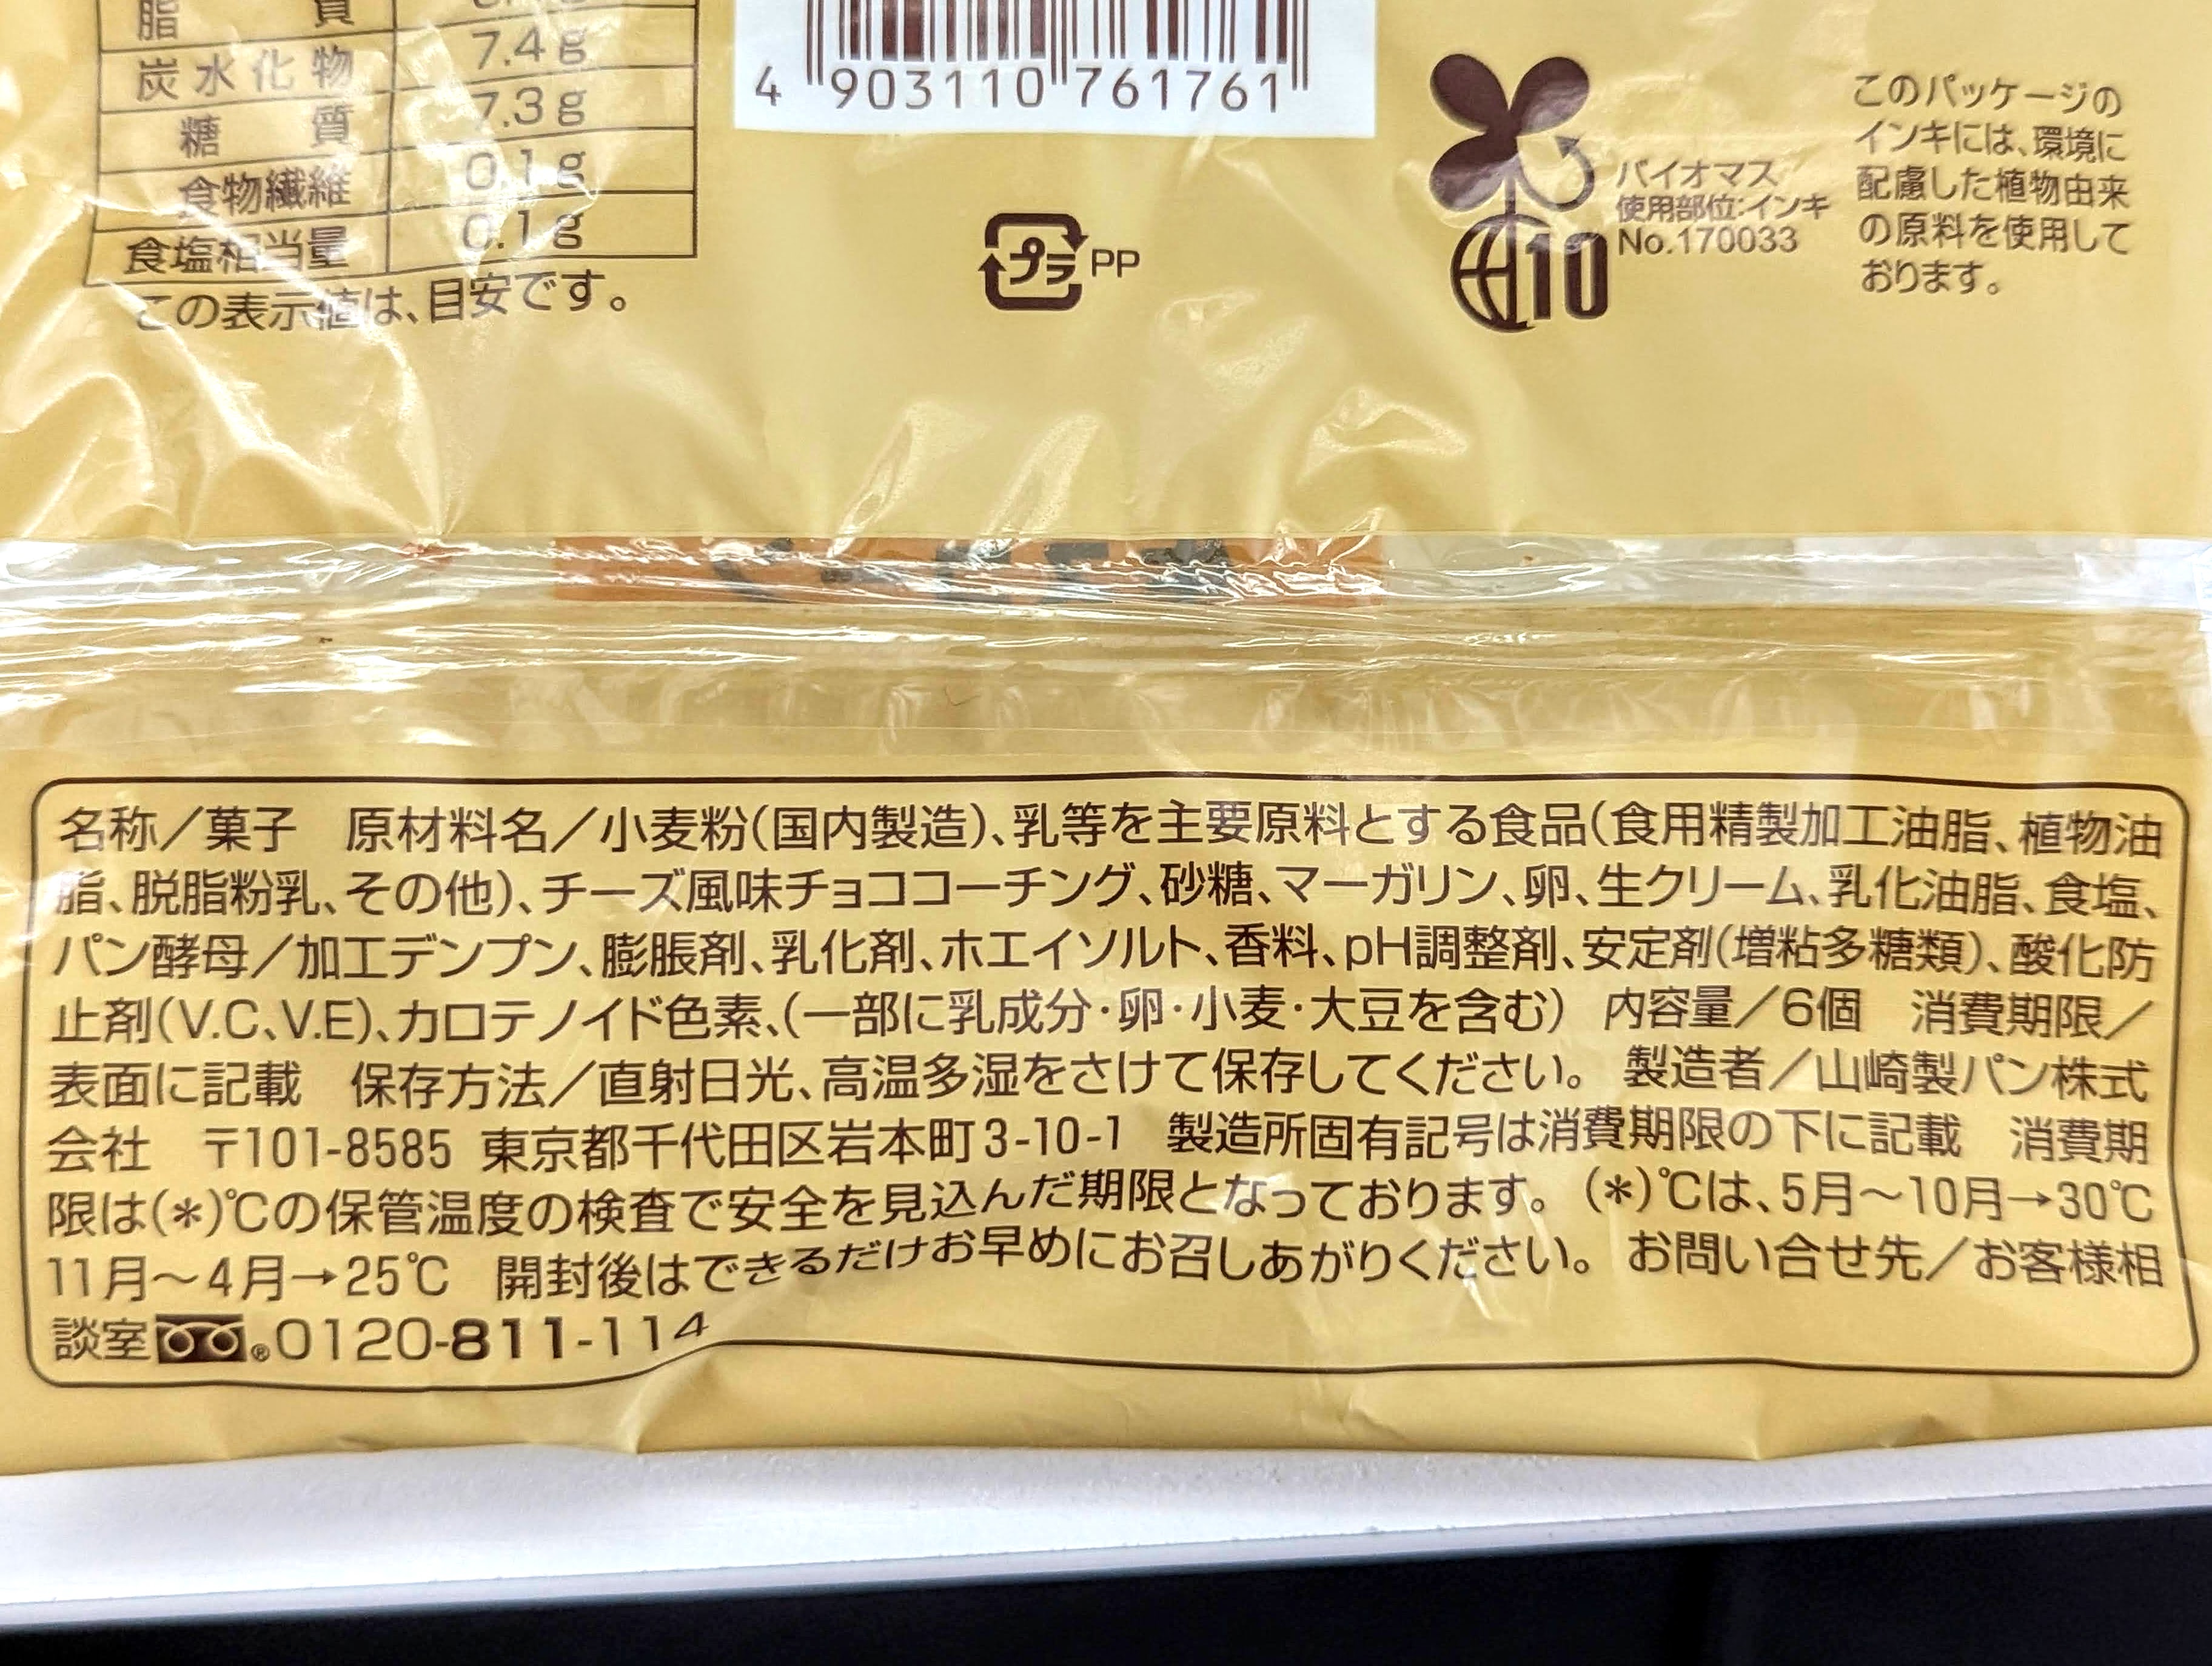 脂 質
炭水化物 7.4g
糖 質 7.3g
食物繊維 0.1g
食塩相当量 0.1g
この表示値は、目安です。
4 903110 761761
プラ PP
バイオマス
使用部位:インキ
No.170033
10
このパッケージの
インキには、環境に
配慮した植物由来
の原料を使用して
おります。
名称/菓子 原材料名/小麦粉(国内製造)、乳等を主要原料とする食品(食用精製加工油脂、植物油
脂、脱脂粉乳、その他)、チーズ風味チョココーチング、砂糖、マーガリン、卵、生クリーム、乳化油脂、食塩、
パン酵母/加工デンプン、膨脹剤、乳化剤、ホエイソルト、香料、pH調整剤、安定剤(増粘多糖類)、酸化防
止剤(V.C、V.E)、カロテノイド色素、(一部に乳成分・卵・小麦・大豆を含む) 内容量/6個 消費期限/
表面に記載 保存方法/直射日光、高温多湿をさけて保存してください。 製造者/山崎製パン株式
会社 〒101-8585 東京都千代田区岩本町3-10-1 製造所固有記号は消費期限の下に記載 消費期
限は(*)℃の保管温度の検査で安全を見込んだ期限となっております。(*)℃は、5月~10月→30℃
11月~4月→25℃ 開封後はできるだけお早めにお召しあがりください。 お問い合せ先/お客様相
談室 ®0120-811-114